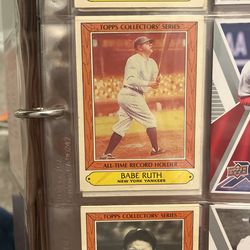 TOPPS COLLECTORS' SERIES
ALL-TIME RECORD HOLDER
BABE RUTH
NEW YORK YANKEES
TOPPS COLLECTORS' SERIES